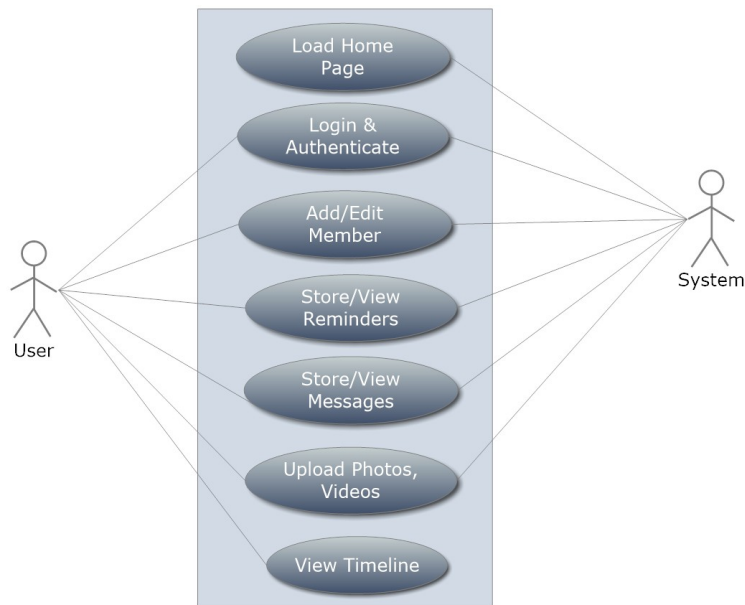 Load Home
Page
Login &
Authenticate
Add/Edit
Member
Store/View
Reminders
Store/View
Messages
Upload Photos,
Videos
View Timeline
User
System